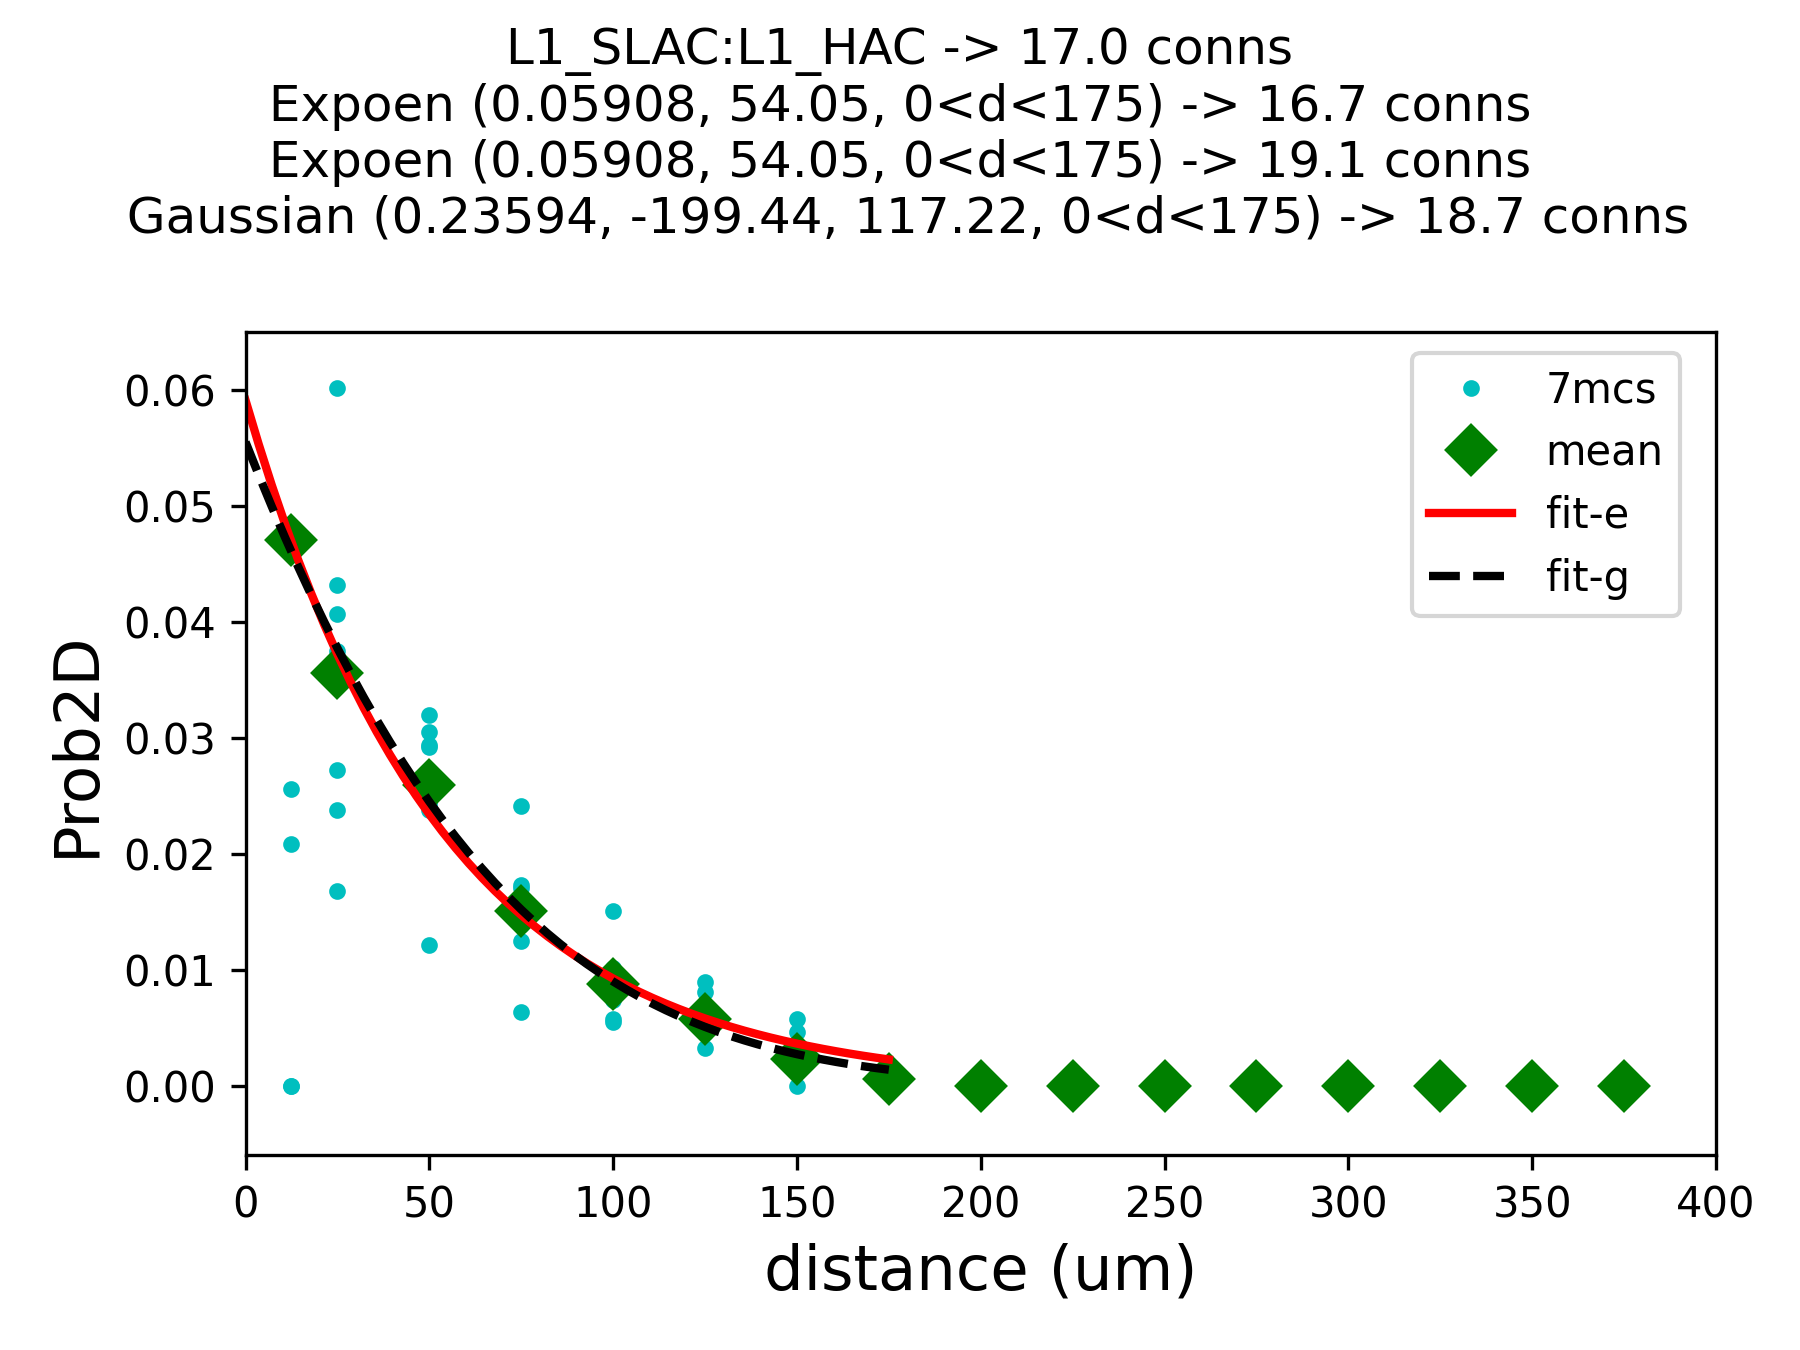 L1_SLAC:L1_HAC -> 17.0 conns
Expoen (0.05908, 54.05, 0<d<175) -> 16.7 conns
Expoen (0.05908, 54.05, 0<d<175) -> 19.1 conns
Gaussian (0.23594, -199.44, 117.22, 0<d<175) -> 18.7 conns
7mcs
mean
fit-e
fit-g
Prob2D
0.06
0.05
0.04
0.03
0.02
0.01
0.00
0 50 100 150 200 250 300 350 400
distance (um)